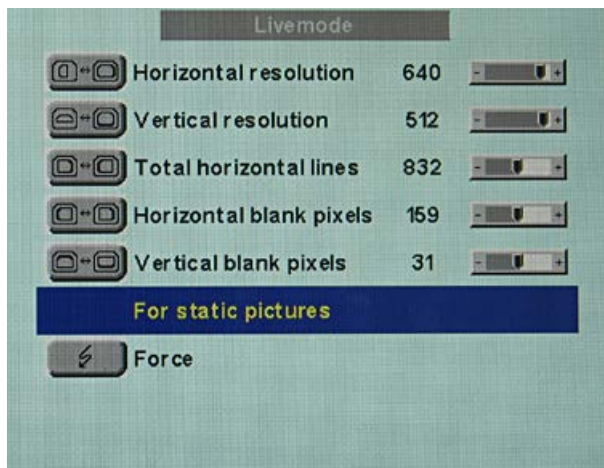 Livemode
Horizontal resolution 640 - +
Vertical resolution 512 - +
Total horizontal lines 832 - +
Horizontal blank pixels 159 - +
Vertical blank pixels 31 - +
For static pictures
Force